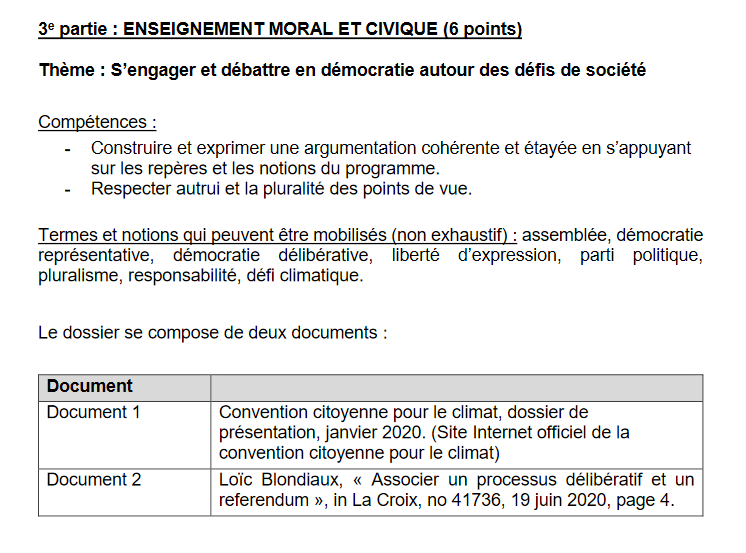 3e partie : ENSEIGNEMENT MORAL ET CIVIQUE (6 points)
Thème : S'engager et débattre en démocratie autour des défis de société
Compétences :
- Construire et exprimer une argumentation cohérente et étayée en s'appuyant
sur les repères et les notions du programme.
- Respecter autrui et la pluralité des points de vue.
Termes et notions qui peuvent être mobilisés (non exhaustif) : assemblée, démocratie
représentative, démocratie délibérative, liberté d'expression, parti politique,
pluralisme, responsabilité, défi climatique.
Le dossier se compose de deux documents :
Document
Document 1
Convention citoyenne pour le climat, dossier de
présentation, janvier 2020. (Site Internet officiel de la
convention citoyenne pour le climat)
Document 2
Loïc Blondiaux, « Associer un processus délibératif et un
referendum », in La Croix, no 41736, 19 juin 2020, page 4.